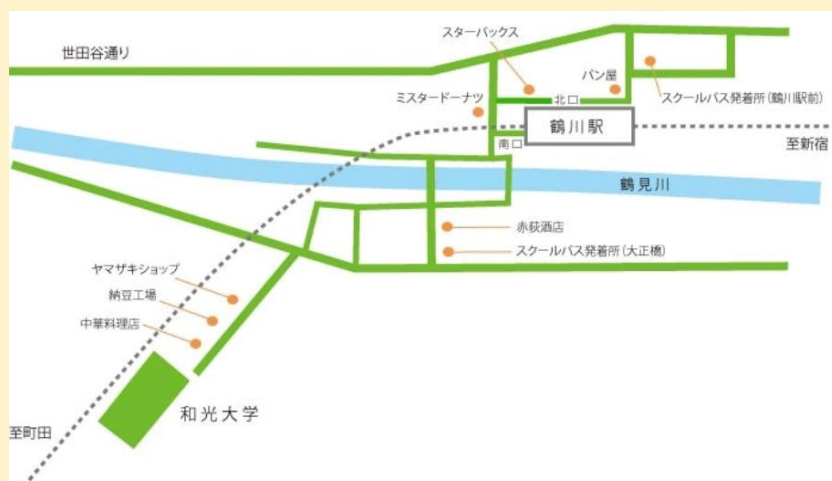 スターバックス
世田谷通り
パン屋
ミスタードーナツ
北口
スクールバス発着所(鶴川駅前)
鶴川駅
南口
至新宿
鶴見川
赤荻酒店
スクールバス発着所(大正橋)
ヤマザキショップ
納豆工場
中華料理店
和光大学
至町田